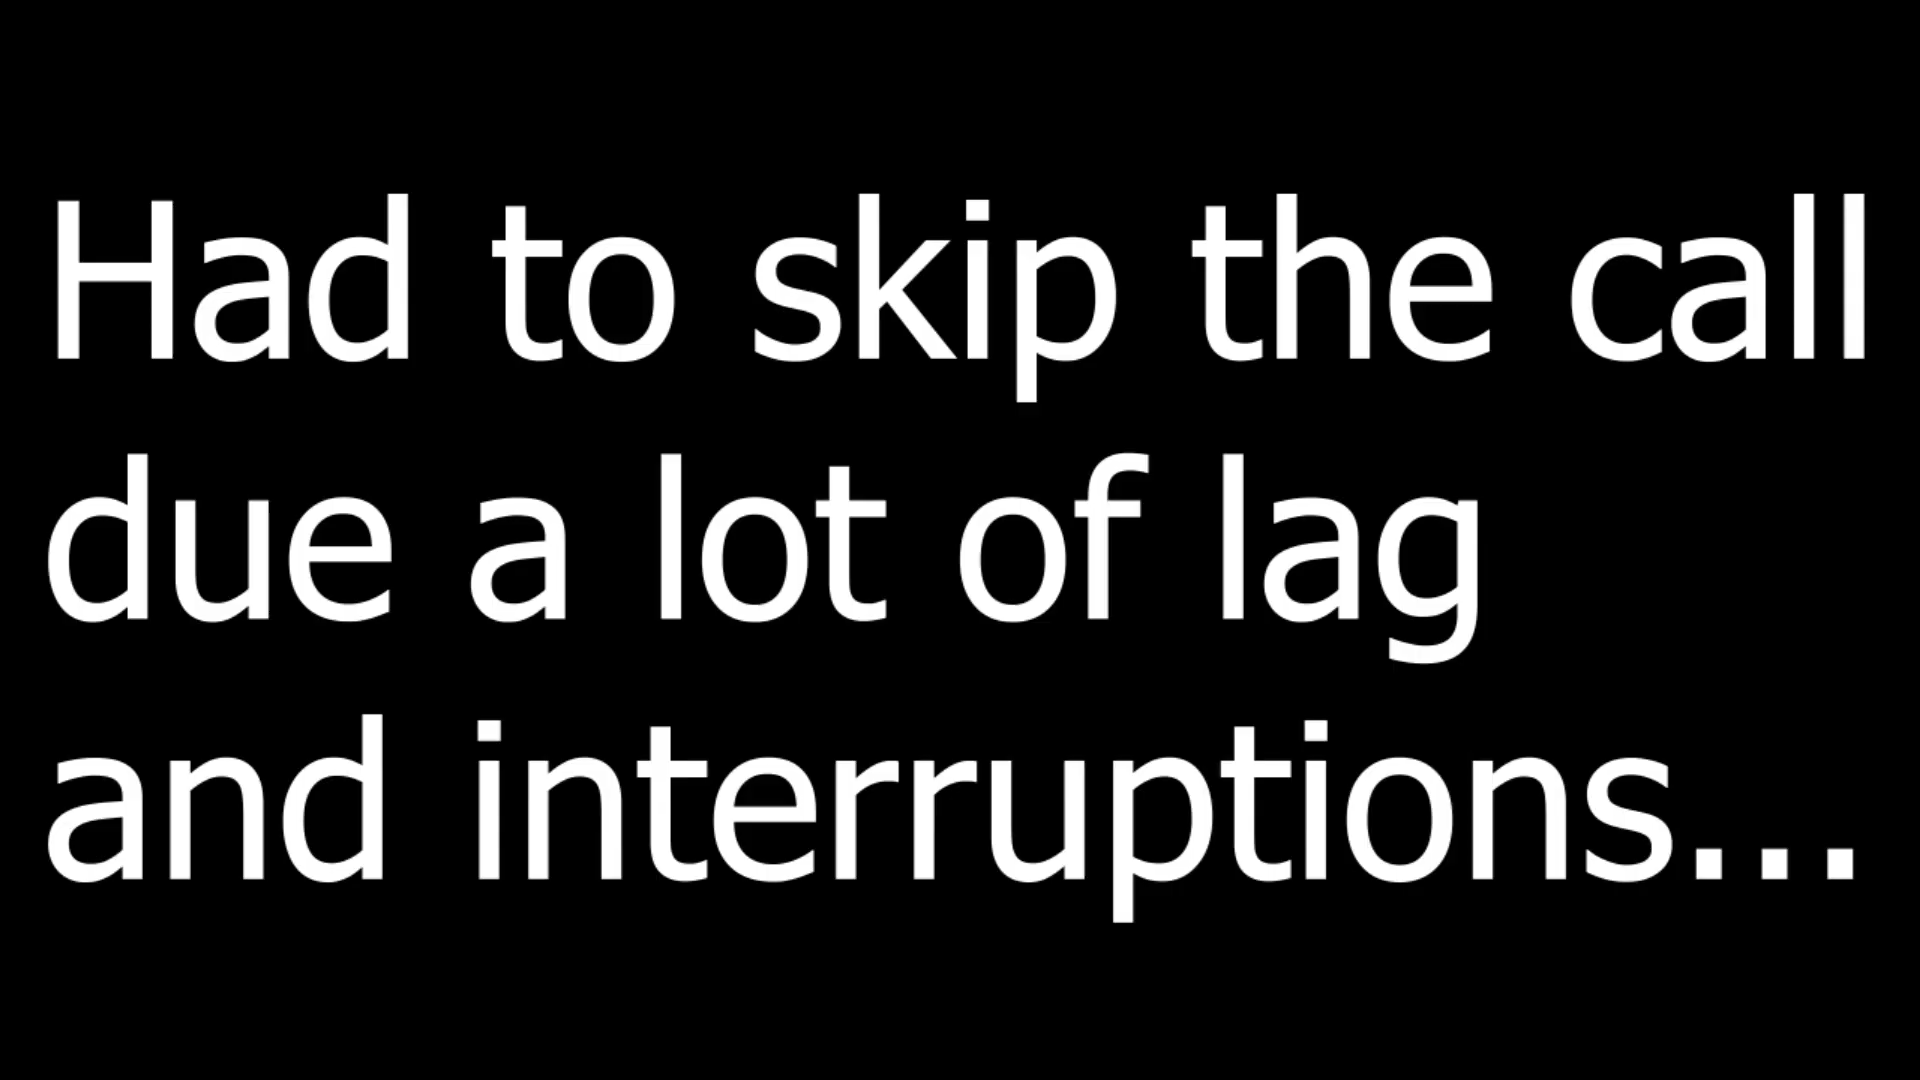 Had to skip the call
due a lot of lag
and interruptions...